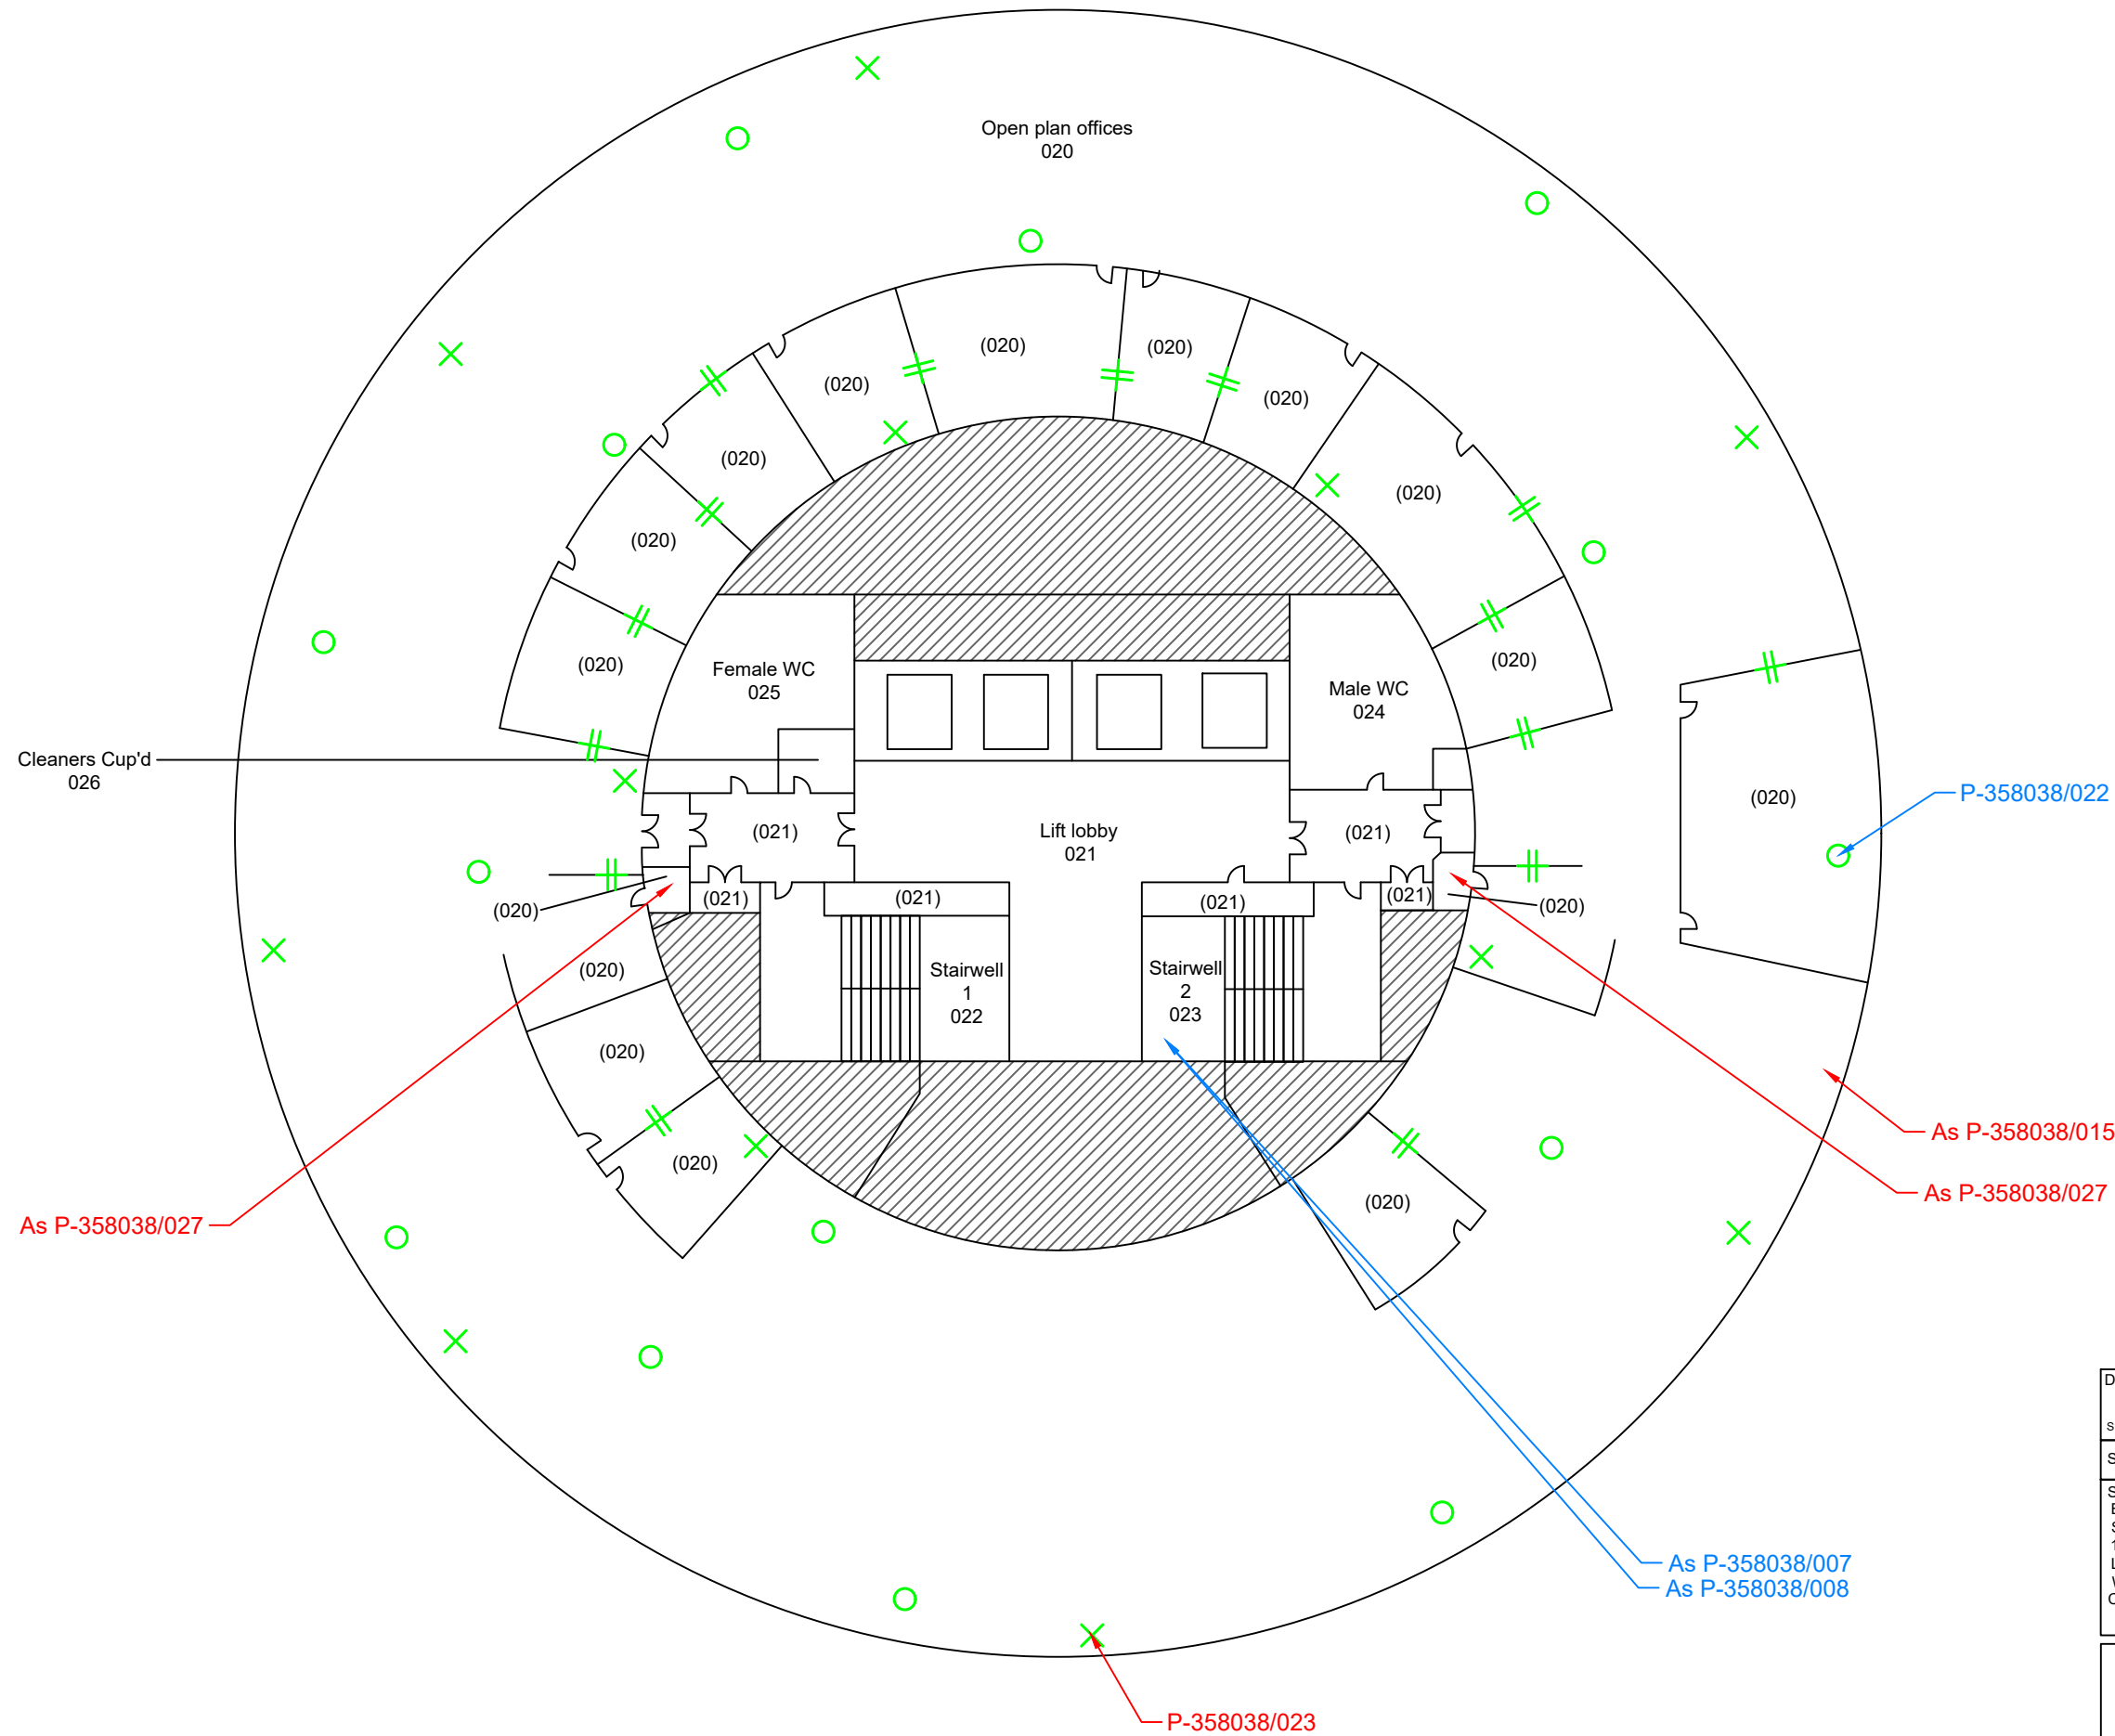 Open plan offices
020
(020)
(020)
(020)
(020)
(020)
(020)
(020)
(020)
(020)
(020)
Female WC
025
Male WC
024
Cleaners Cup'd
026
(020)
P-358038/022
(021)
Lift lobby
021
(021)
(020)
(021)
(021)
(021)
(021)
(020)
(020)
Stairwell
1
022
Stairwell
2
023
(020)
(020)
(020)
As P-358038/015
As P-358038/027
As P-358038/027
As P-358038/007
As P-358038/008
P-358038/023